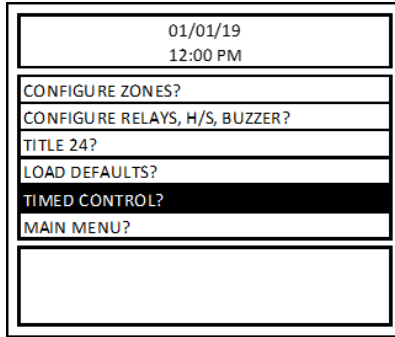 01/01/19
12:00 PM
CONFIGURE ZONES?
CONFIGURE RELAYS, H/S, BUZZER?
TITLE 24?
LOAD DEFAULTS?
TIMED CONTROL?
MAIN MENU?